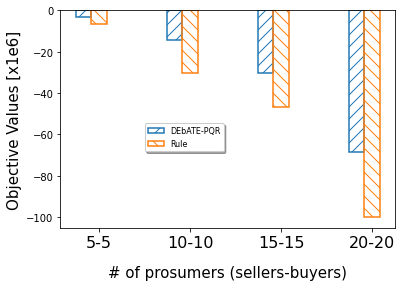 Objective Values [x1e6]
0
−20
−40
−60
−80
−100
DEbATE-PQR
Rule
5-5 10-10 15-15 20-20
# of prosumers (sellers-buyers)